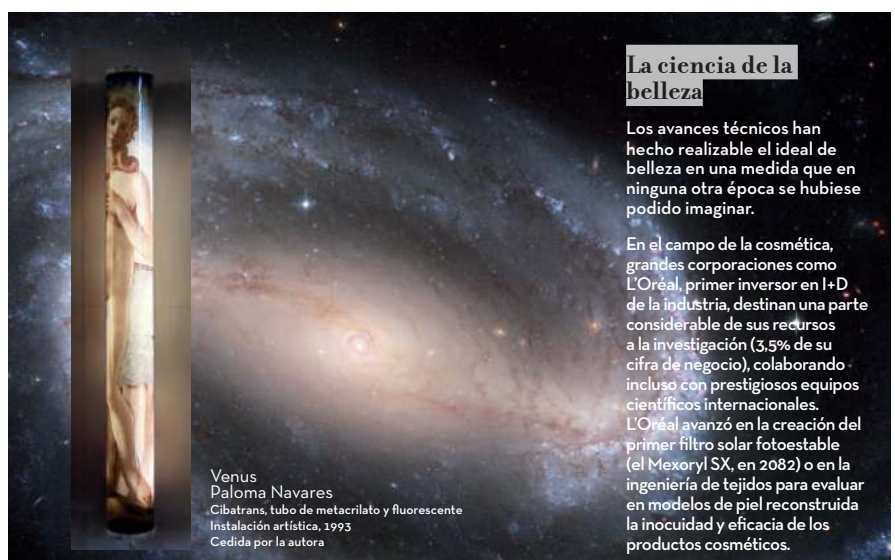 La ciencia de la
belleza
Los avances técnicos han
hecho realizable el ideal de
belleza en una medida que en
ninguna otra época se hubiese
podido imaginar.
En el campo de la cosmética,
grandes corporaciones como
L'Oréal, primer inversor en I+D
de la industria, destinan una parte
considerable de sus recursos
a la investigación (3,5% de su
cifra de negocio), colaborando
incluso con prestigiosos equipos
científicos internacionales.
L'Oréal avanzó en la creación del
primer filtro solar fotoestable
(el Mexoryl SX, en 2082) o en la
ingeniería de tejidos para evaluar
en modelos de piel reconstruida
la inocuidad y eficacia de los
productos cosméticos.
Venus
Paloma Navares
Cibatrans, tubo de metacrilato y fluorescente
Instalación artística, 1993
Cedida por la autora